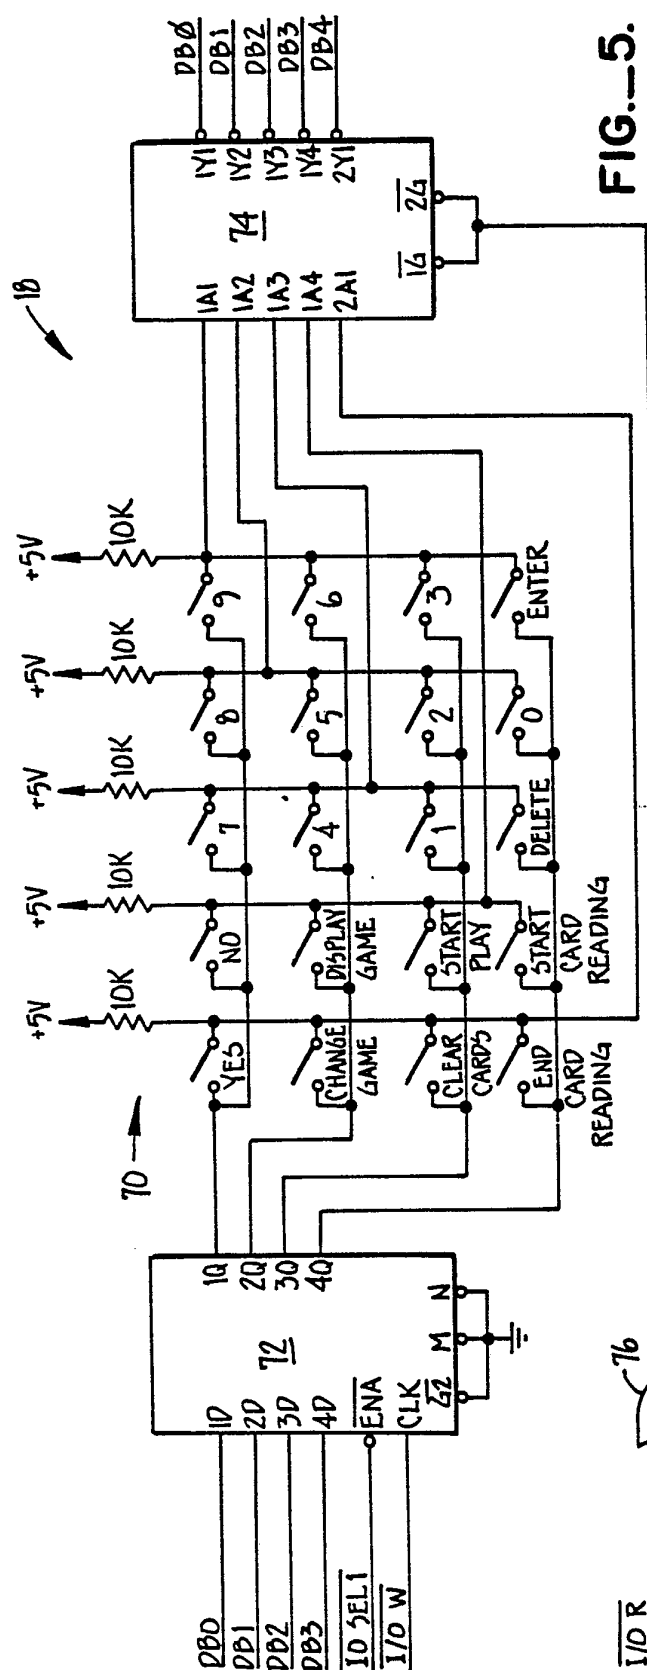 18
+5V
+5V
+5V
+5V
+5V
10K
10K
10K
10K
10K
70
DB0
DB1
DB2
DB3
IO SEL1
I/O W
1D
2D
3D
4D
ENA
CLK
72
1Q
2Q
3Q
4Q
G2
M
N
YES
NO
7
8
9
CHANGE
GAME
DISPLAY
GAME
4
5
6
CLEAR
CARDS
START
PLAY
1
2
3
END
CARD
READING
START
CARD
READING
DELETE
0
ENTER
1A1
1A2
1A3
1A4
2A1
74
1Y1
1Y2
1Y3
1Y4
2Y1
1G
2G
DBØ
DB1
DB2
DB3
DB4
I/O R
76
FIG._5.